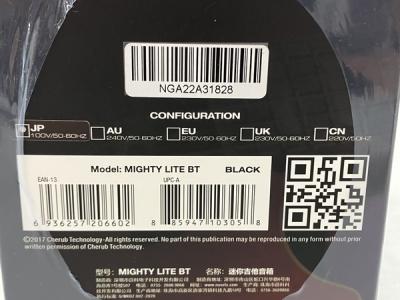 NGA22A31828
CONFIGURATION
JP AU EU UK CN
100V/50-60HZ 240V/50-60HZ 230V/50-60HZ 230V/50-60HZ 220V/50HZ
Model: MIGHTY LITE BT BLACK
EAN-13 UPC-A
6 936257 206602 8 85947 10305 8
©2017 Cherub Technology-All rights reserved. No part of this publication may be reproduced in any form without prior
written permission of Cherub Technology.
型号: MIGHTY LITE BT 名称: 迷你吉他音箱